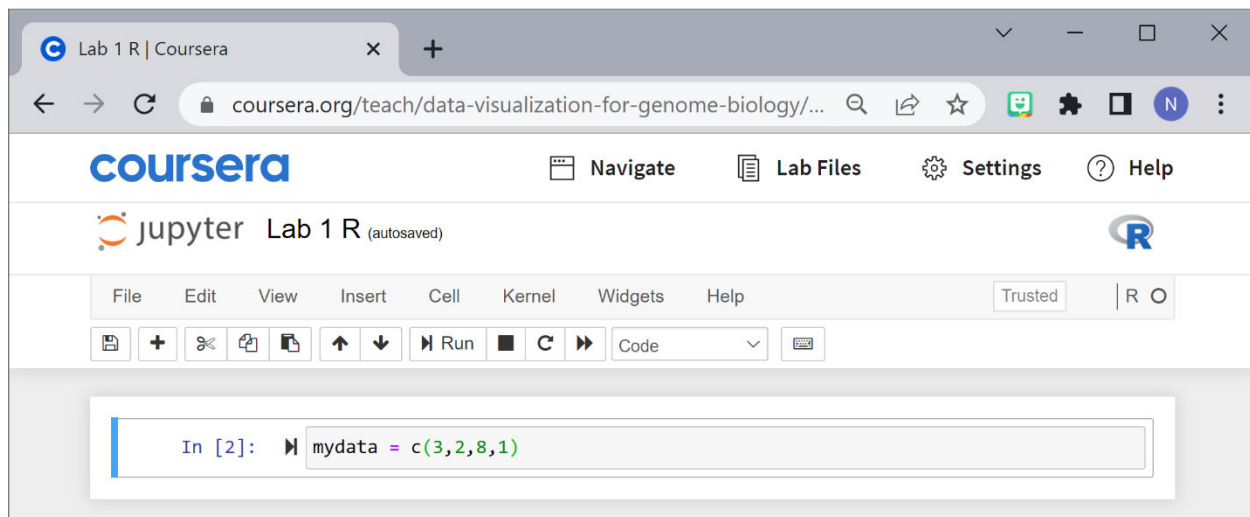 Lab 1 R | Coursera
coursera.org/teach/data-visualization-for-genome-biology/... N
coursera Navigate Lab Files Settings ? Help
jupyter Lab 1 R (autosaved) R
File Edit View Insert Cell Kernel Widgets Help Trusted R
Run C Code
In [2]: mydata = c(3,2,8,1)